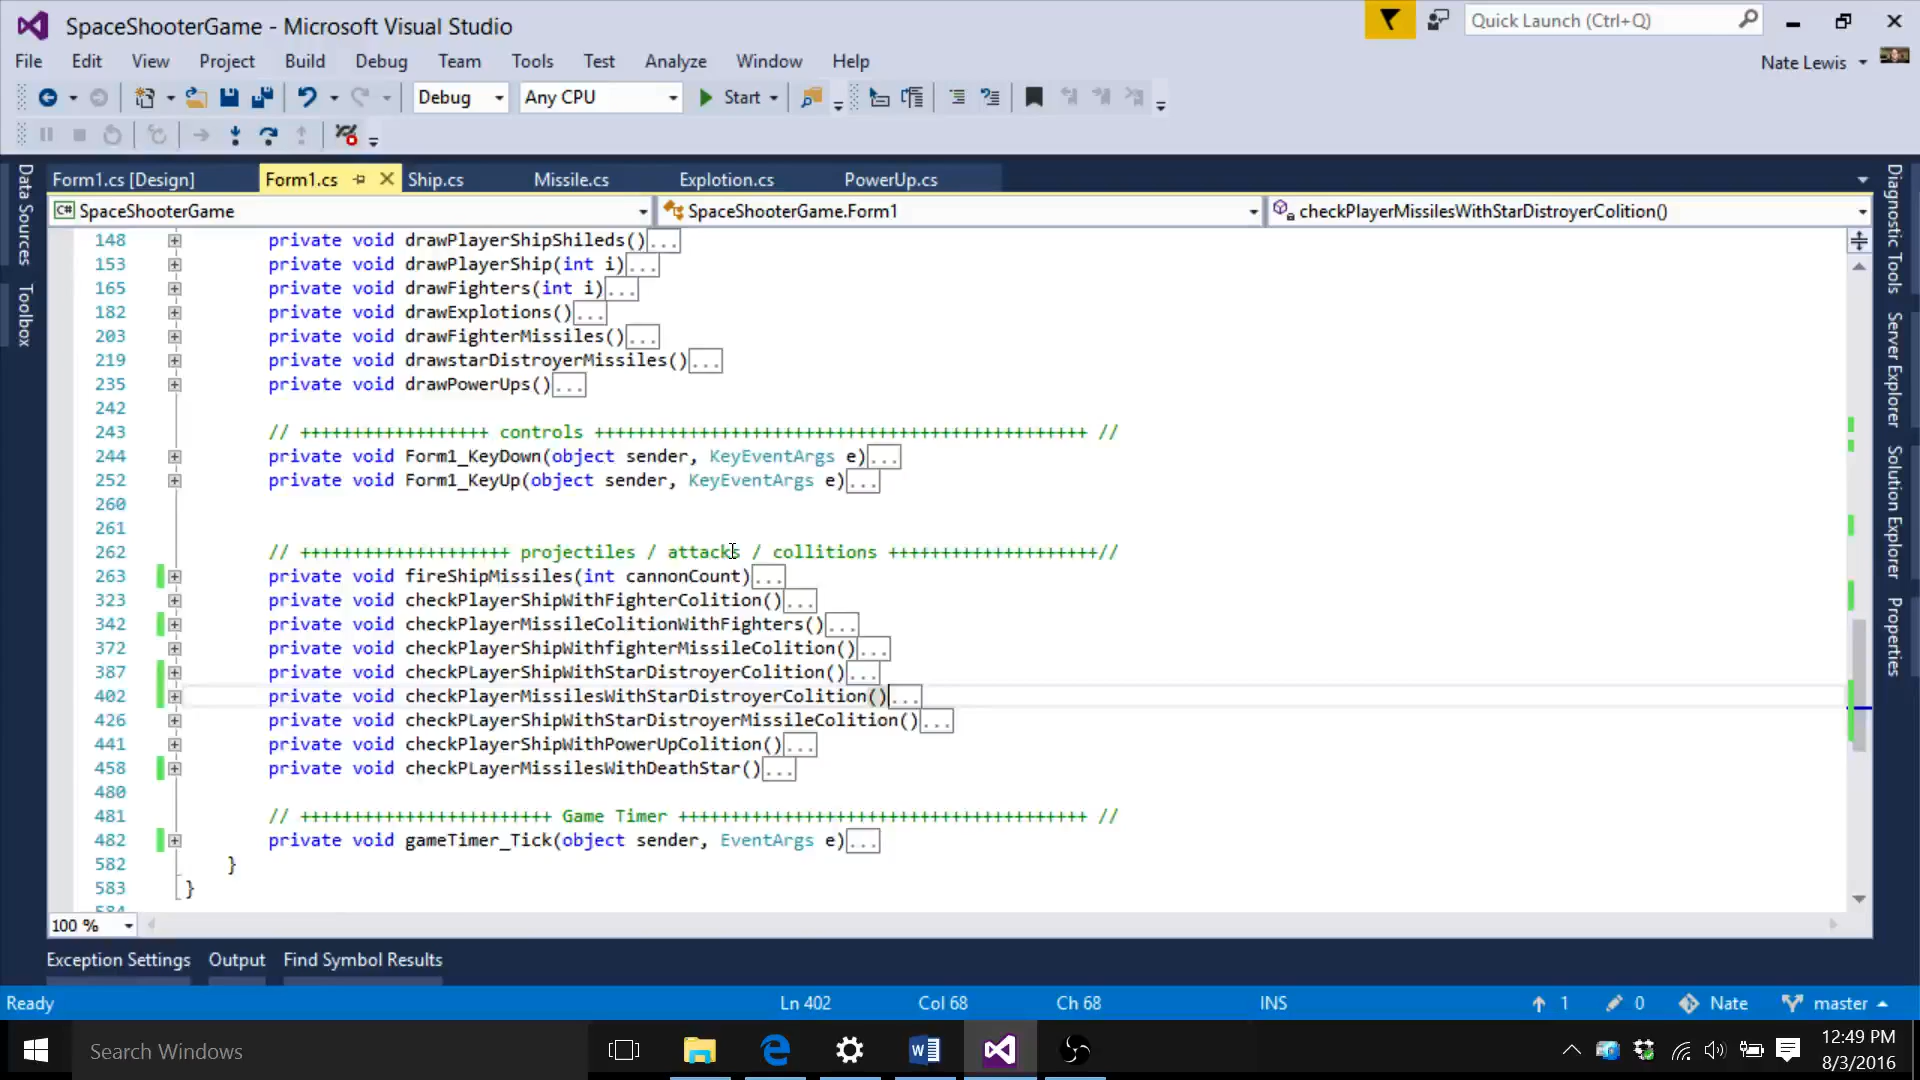 SpaceShooterGame - Microsoft Visual Studio
Quick Launch (Ctrl+Q)
File Edit View Project Build Debug Team Tools Test Analyze Window Help
Nate Lewis
Debug Any CPU Start
Form1.cs [Design] Form1.cs Ship.cs Missile.cs Explotion.cs PowerUp.cs
C# SpaceShooterGame SpaceShooterGame.Form1 checkPlayerMissilesWithStarDistroyerColition()
Data Sources
Toolbox
148 private void drawPlayerShipShileds()...
153 private void drawPlayerShip(int i)...
165 private void drawFighters(int i)...
182 private void drawExplotions()...
203 private void drawFighterMissiles()...
219 private void drawstarDistroyerMissiles()...
235 private void drawPowerUps()...
242
243 // ++++++++++++++++++ controls +++++++++++++++++++++++++++++++++++++++++++++++ //
244 private void Form1_KeyDown(object sender, KeyEventArgs e)...
252 private void Form1_KeyUp(object sender, KeyEventArgs e)...
260
261
262 // ++++++++++++++++++++ projectiles / attacks / collitions ++++++++++++++++++++//
263 private void fireShipMissiles(int cannonCount)...
323 private void checkPlayerShipWithFighterColition()...
342 private void checkPlayerMissileColitionWithFighters()...
372 private void checkPlayerShipWithfighterMissileColition()...
387 private void checkPLayerShipWithStarDistroyerColition()...
402 private void checkPlayerMissilesWithStarDistroyerColition()...
426 private void checkPLayerShipWithStarDistroyerMissileColition()...
441 private void checkPlayerShipWithPowerUpColition()...
458 private void checkPLayerMissilesWithDeathStar()...
480
481 // ++++++++++++++++++++++++ Game Timer +++++++++++++++++++++++++++++++++++++++ //
482 private void gameTimer_Tick(object sender, EventArgs e)...
582 }
583 }
584
Diagnostic Tools
Server Explorer
Solution Explorer
Properties
100 %
Exception Settings Output Find Symbol Results
Ready Ln 402 Col 68 Ch 68 INS 1 0 Nate master
Search Windows
12:49 PM
8/3/2016